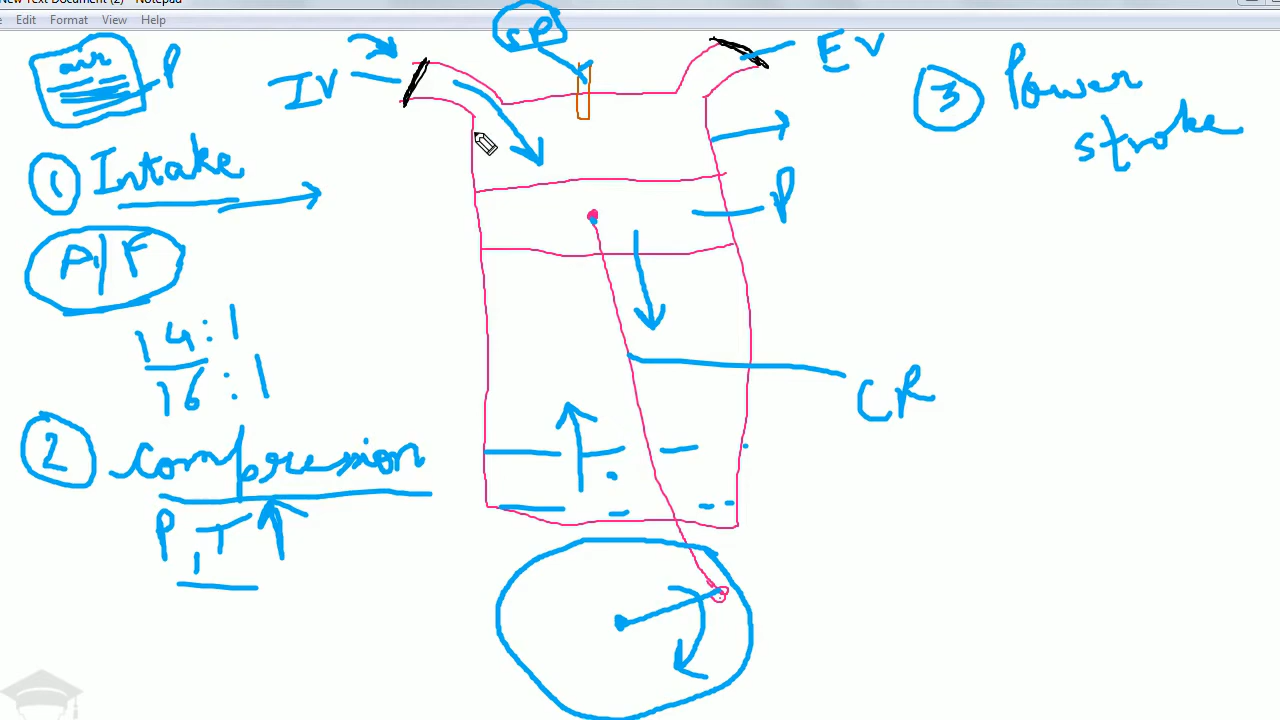 New Text Document (2) - Notepad
Edit Format View Help
air
P
IV
SP
EV
① Intake
A/F
14:1
16:1
② Compression
P, T ↑
P
CR
③ Power
stroke